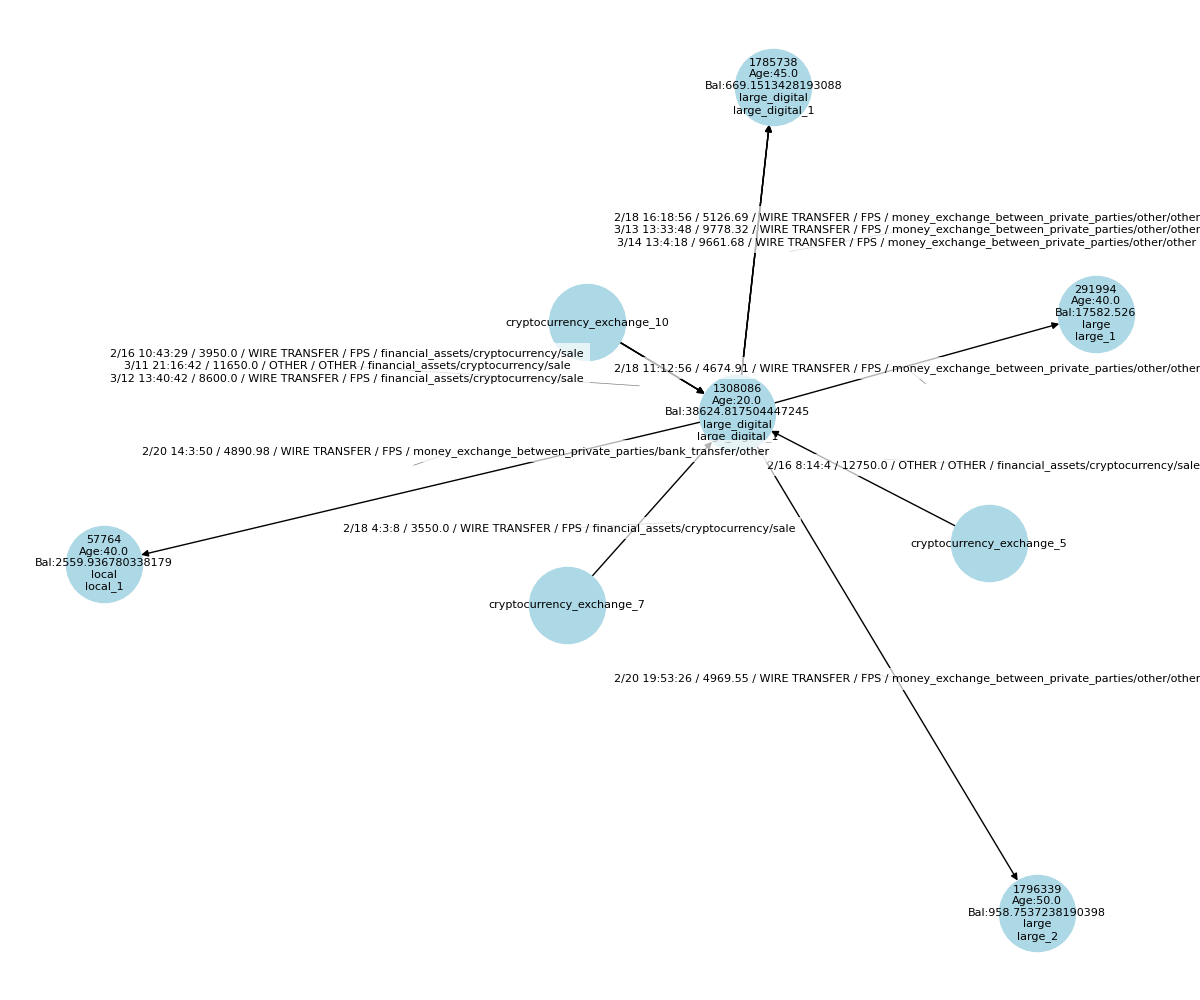 1785738
Age:45.0
Bal:669.1513428193088
large_digital
large_digital_1
2/18 16:18:56 / 5126.69 / WIRE TRANSFER / FPS / money_exchange_between_private_parties/other/other
3/13 13:33:48 / 9778.32 / WIRE TRANSFER / FPS / money_exchange_between_private_parties/other/other
3/14 13:4:18 / 9661.68 / WIRE TRANSFER / FPS / money_exchange_between_private_parties/other/other
291994
Age:40.0
Bal:17582.526
large
large_1
cryptocurrency_exchange_10
2/16 10:43:29 / 3950.0 / WIRE TRANSFER / FPS / financial_assets/cryptocurrency/sale
3/11 21:16:42 / 11650.0 / OTHER / OTHER / financial_assets/cryptocurrency/sale
3/12 13:40:42 / 8600.0 / WIRE TRANSFER / FPS / financial_assets/cryptocurrency/sale
2/18 11:12:56 / 4674.91 / WIRE TRANSFER / FPS / money_exchange_between_private_parties/other/other
1308086
Age:20.0
Bal:38624.817504447245
large_digital
large_digital_1
2/20 14:3:50 / 4890.98 / WIRE TRANSFER / FPS / money_exchange_between_private_parties/bank_transfer/other
2/16 8:14:4 / 12750.0 / OTHER / OTHER / financial_assets/cryptocurrency/sale
2/18 4:3:8 / 3550.0 / WIRE TRANSFER / FPS / financial_assets/cryptocurrency/sale
57764
Age:40.0
Bal:2559.936780338179
local
local_1
cryptocurrency_exchange_5
cryptocurrency_exchange_7
2/20 19:53:26 / 4969.55 / WIRE TRANSFER / FPS / money_exchange_between_private_parties/other/other
1796339
Age:50.0
Bal:958.7537238190398
large
large_2